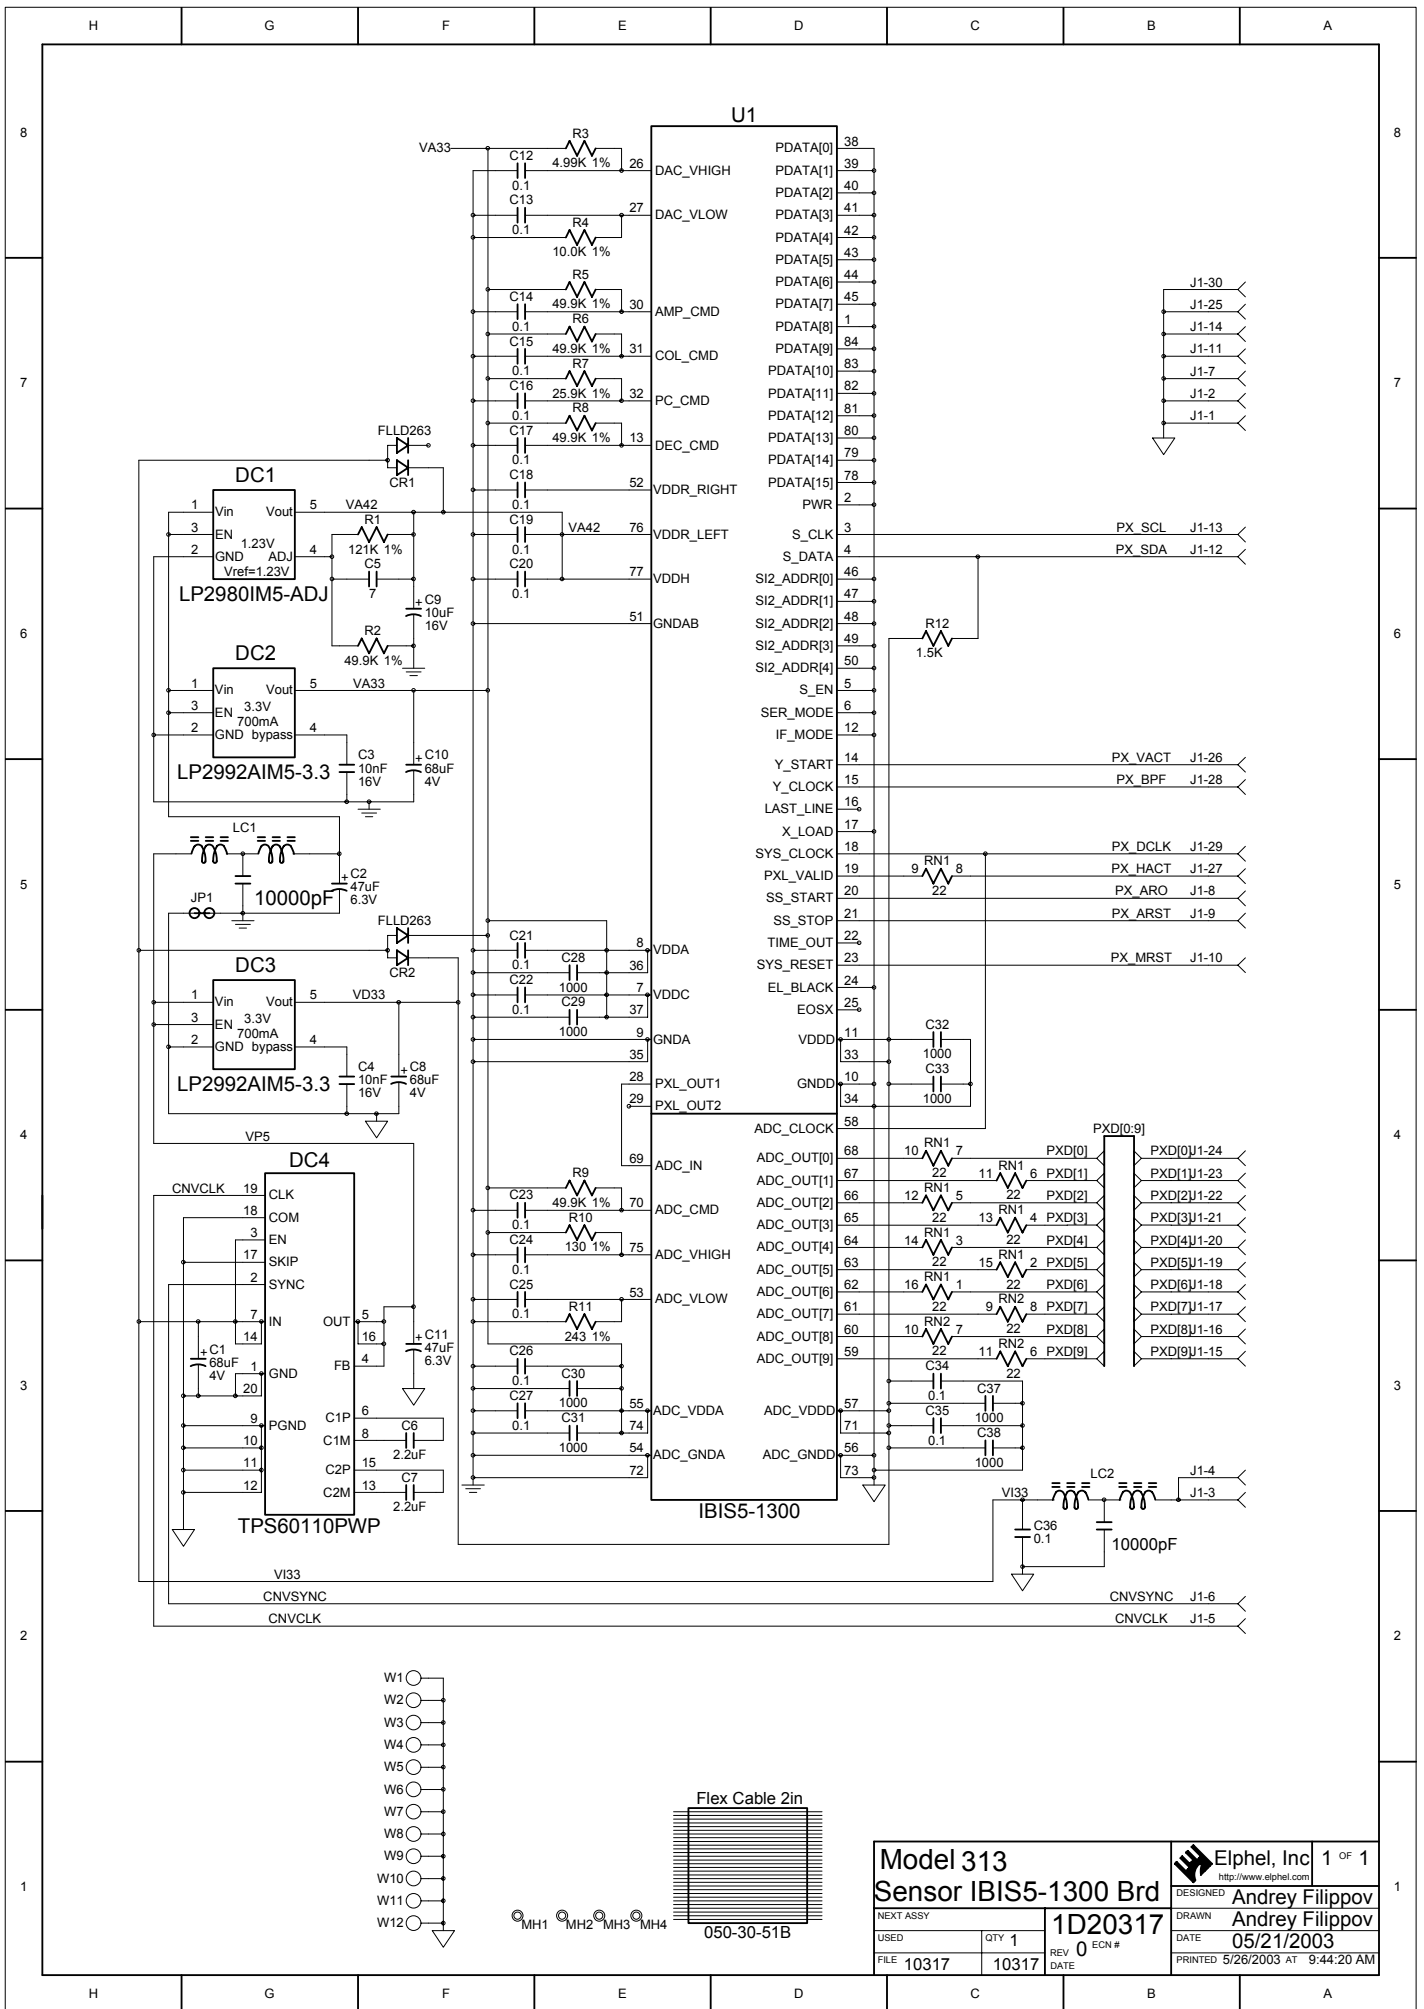 H G F E D C B A
8
7
6
5
4
3
2
1
8
7
6
5
4
3
2
1
H G F E D C B A
U1
IBIS5-1300
VA33
R3
4.99K 1%
C12
0.1
26 DAC_VHIGH
C13
0.1
27 DAC_VLOW
R4
10.0K 1%
R5
49.9K 1%
C14
0.1
30 AMP_CMD
R6
49.9K 1%
C15
0.1
31 COL_CMD
R7
25.9K 1%
C16
0.1
32 PC_CMD
R8
49.9K 1%
C17
0.1
13 DEC_CMD
C18
0.1
52 VDDR_RIGHT
C19
0.1
VA42
76 VDDR_LEFT
C20
0.1
77 VDDH
51 GNDAB
C21
0.1
8 VDDA
36
C28
1000
C22
0.1
7 VDDC
37
C29
1000
9 GNDA
35
28 PXL_OUT1
29 PXL_OUT2
69 ADC_IN
R9
49.9K 1%
C23
0.1
70 ADC_CMD
R10
130 1%
C24
0.1
75 ADC_VHIGH
C25
0.1
53 ADC_VLOW
R11
243 1%
C26
0.1
C30
1000
C27
0.1
55 ADC_VDDA
74
C31
1000
54 ADC_GNDA
72
PDATA[0] 38
PDATA[1] 39
PDATA[2] 40
PDATA[3] 41
PDATA[4] 42
PDATA[5] 43
PDATA[6] 44
PDATA[7] 45
PDATA[8] 1
PDATA[9] 84
PDATA[10] 83
PDATA[11] 82
PDATA[12] 81
PDATA[13] 80
PDATA[14] 79
PDATA[15] 78
PWR 2
S_CLK 3
S_DATA 4
SI2_ADDR[0] 46
SI2_ADDR[1] 47
SI2_ADDR[2] 48
SI2_ADDR[3] 49
SI2_ADDR[4] 50
S_EN 5
SER_MODE 6
IF_MODE 12
Y_START 14
Y_CLOCK 15
LAST_LINE 16
X_LOAD 17
SYS_CLOCK 18
PXL_VALID 19
SS_START 20
SS_STOP 21
TIME_OUT 22
SYS_RESET 23
EL_BLACK 24
EOSX 25
VDDD 11
33
GNDD 10
34
ADC_CLOCK 58
ADC_OUT[0] 68
ADC_OUT[1] 67
ADC_OUT[2] 66
ADC_OUT[3] 65
ADC_OUT[4] 64
ADC_OUT[5] 63
ADC_OUT[6] 62
ADC_OUT[7] 61
ADC_OUT[8] 60
ADC_OUT[9] 59
ADC_VDDD 57
71
ADC_GNDD 56
73
J1-30
J1-25
J1-14
J1-11
J1-7
J1-2
J1-1
PX_SCL J1-13
PX_SDA J1-12
R12
1.5K
PX_VACT J1-26
PX_BPF J1-28
PX_DCLK J1-29
9 RN1 8
22
PX_HACT J1-27
PX_ARO J1-8
PX_ARST J1-9
PX_MRST J1-10
C32
1000
C33
1000
PXD[0:9]
10 RN1 7
22
PXD[0] PXD[0]J1-24
11 RN1 6
22
PXD[1] PXD[1]J1-23
12 RN1 5
22
PXD[2] PXD[2]J1-22
13 RN1 4
22
PXD[3] PXD[3]J1-21
14 RN1 3
22
PXD[4] PXD[4]J1-20
15 RN1 2
22
PXD[5] PXD[5]J1-19
16 RN1 1
22
PXD[6] PXD[6]J1-18
9 RN2 8
22
PXD[7] PXD[7]J1-17
10 RN2 7
22
PXD[8] PXD[8]J1-16
11 RN2 6
22
PXD[9] PXD[9]J1-15
C34
0.1
C37
1000
C35
0.1
C38
1000
VI33
LC2
J1-4
J1-3
C36
0.1
10000pF
FLLD263
CR1
DC1
1 Vin Vout 5
3 EN
1.23V
2 GND ADJ 4
Vref=1.23V
LP2980IM5-ADJ
VA42
R1
121K 1%
C5
7
C9
10uF
16V
R2
49.9K 1%
DC2
1 Vin Vout 5
3 EN 3.3V
700mA
2 GND bypass 4
LP2992AIM5-3.3
VA33
C3
10nF
16V
C10
68uF
4V
LC1
10000pF
C2
47uF
6.3V
JP1
FLLD263
CR2
DC3
1 Vin Vout 5
3 EN 3.3V
700mA
2 GND bypass 4
LP2992AIM5-3.3
VD33
C4
10nF
16V
C8
68uF
4V
VP5
DC4
CNVCLK 19 CLK
18 COM
3 EN
17 SKIP
2 SYNC
7 IN
14
1 GND
20
9 PGND
10
11
12
OUT 5
16
FB 4
C1P 6
C1M 8
C2P 15
C2M 13
TPS60110PWP
C1
68uF
4V
C11
47uF
6.3V
C6
2.2uF
C7
2.2uF
VI33
CNVSYNC
CNVCLK
CNVSYNC J1-6
CNVCLK J1-5
W1
W2
W3
W4
W5
W6
W7
W8
W9
W10
W11
W12
MH1 MH2 MH3 MH4
Flex Cable 2in
050-30-51B
Model 313
Sensor IBIS5-1300 Brd
NEXT ASSY
USED
QTY 1
FILE 10317
10317
1D20317
REV 0 ECN #
DATE
Elphel, Inc
http://www.elphel.com
1 OF 1
DESIGNED Andrey Filippov
DRAWN Andrey Filippov
DATE 05/21/2003
PRINTED 5/26/2003 AT 9:44:20 AM